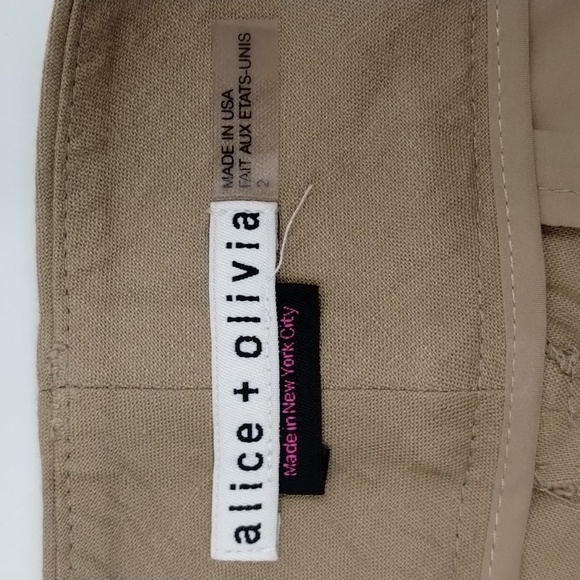 MADE IN USA
FAIT AUX ETATS-UNIS
2
alice + olivia
Made in New York City